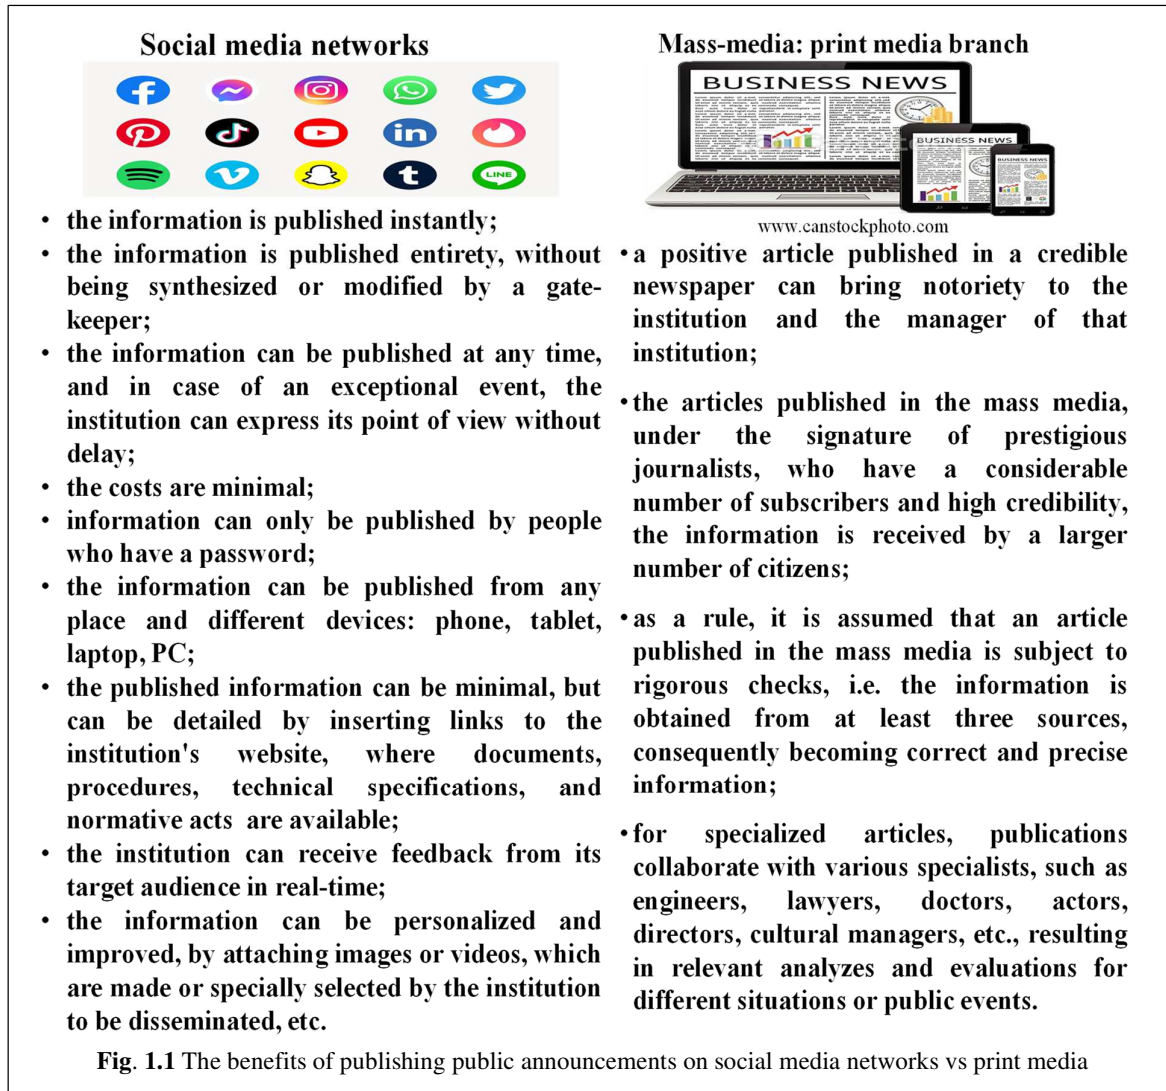 Social media networks
LINE
the information is published instantly;
the information is published entirety, without
being synthesized or modified by a gate-
keeper;
the information can be published at any time,
and in case of an exceptional event, the
institution can express its point of view without
delay;
the costs are minimal;
information can only be published by people
who have a password;
the information can be published from any
place and different devices: phone, tablet,
laptop, PC;
the published information can be minimal, but
can be detailed by inserting links to the
institution's website, where documents,
procedures, technical specifications, and
normative acts are available;
the institution can receive feedback from its
target audience in real-time;
the information can be personalized and
improved, by attaching images or videos, which
are made or specially selected by the institution
to be disseminated, etc.
Mass-media: print media branch
BUSINESS NEWS
BUSINESS NEWS
BUSINESS NEWS
www.canstockphoto.com
a positive article published in a credible
newspaper can bring notoriety to the
institution and the manager of that
institution;
the articles published in the mass media,
under the signature of prestigious
journalists, who have a considerable
number of subscribers and high credibility,
the information is received by a larger
number of citizens;
as a rule, it is assumed that an article
published in the mass media is subject to
rigorous checks, i.e. the information is
obtained from at least three sources,
consequently becoming correct and precise
information;
for specialized articles, publications
collaborate with various specialists, such as
engineers, lawyers, doctors, actors,
directors, cultural managers, etc., resulting
in relevant analyzes and evaluations for
different situations or public events.
Fig. 1.1 The benefits of publishing public announcements on social media networks vs print media